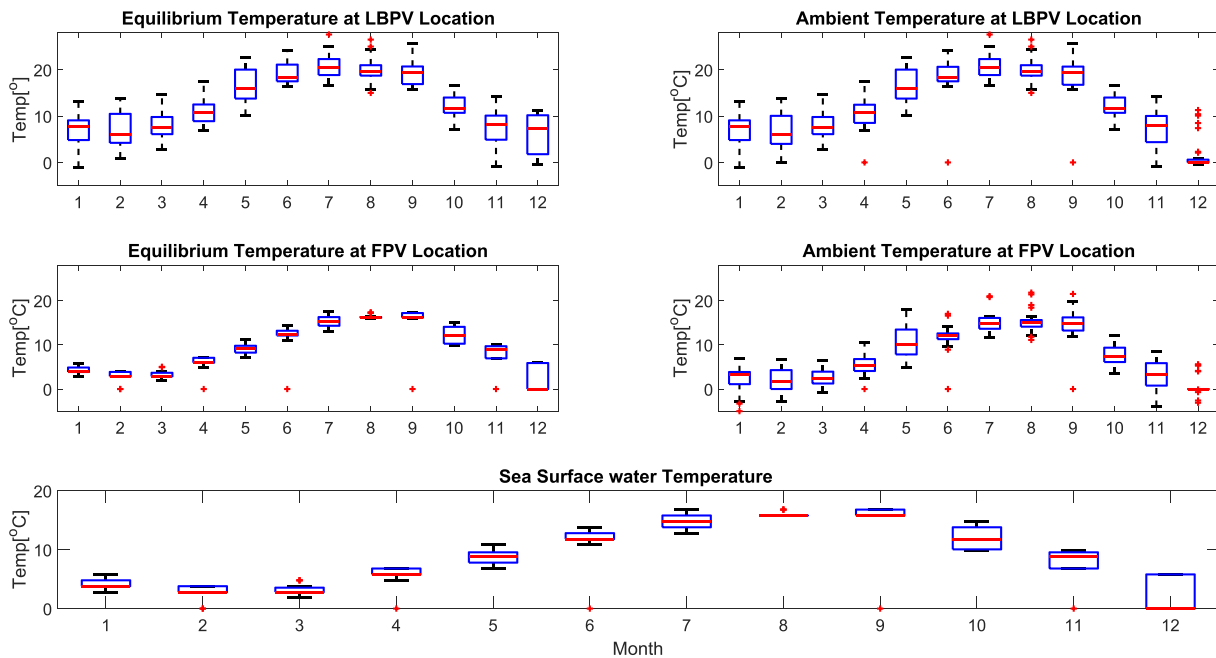 Equilibrium Temperature at LBPV Location
Temp[°]
20
10
0
1 2 3 4 5 6 7 8 9 10 11 12
Ambient Temperature at LBPV Location
Temp[°C]
20
10
0
1 2 3 4 5 6 7 8 9 10 11 12
Equilibrium Temperature at FPV Location
Temp[°C]
20
10
0
1 2 3 4 5 6 7 8 9 10 11 12
Ambient Temperature at FPV Location
Temp[°C]
20
10
0
1 2 3 4 5 6 7 8 9 10 11 12
Sea Surface water Temperature
Temp[°C]
20
10
0
1 2 3 4 5 6 7 8 9 10 11 12
Month